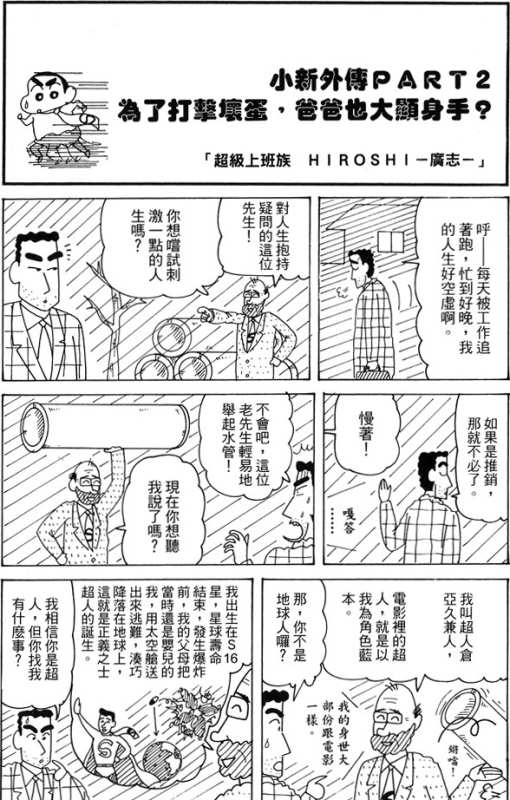 小新外傳PART2
為了打擊壞蛋，爸爸也大顯身手？
「超級上班族 HIROSHI－廣志－」
呼──每天被工作追
著跑，忙到好晚，我
的人生好空虛啊。
對人生抱持
疑問的這位
先生！
你想嚐試刺
激一點的人
生嗎？
如果是推銷，
那就不必了。
慢著！
嘎答
……
不會吧，這位
老先生輕易地
舉起水管！
現在你想聽
我說了嗎？
我叫超人倉
亞久兼人，
電影裡的超
人，就是以
我為角色藍
本。
鏘噹！
那，你不是
地球人囉？
我的身世大
部份跟電影
一樣。
我出生在S16
星，星球壽命
結束，發生爆炸
前，我的父母把
當時還是嬰兒的
我，用太空艙送
出來逃難，湊巧
降落在地球上，
這就是正義之士
超人的誕生。
我相信你是超
人，但你找我
有什麼事？